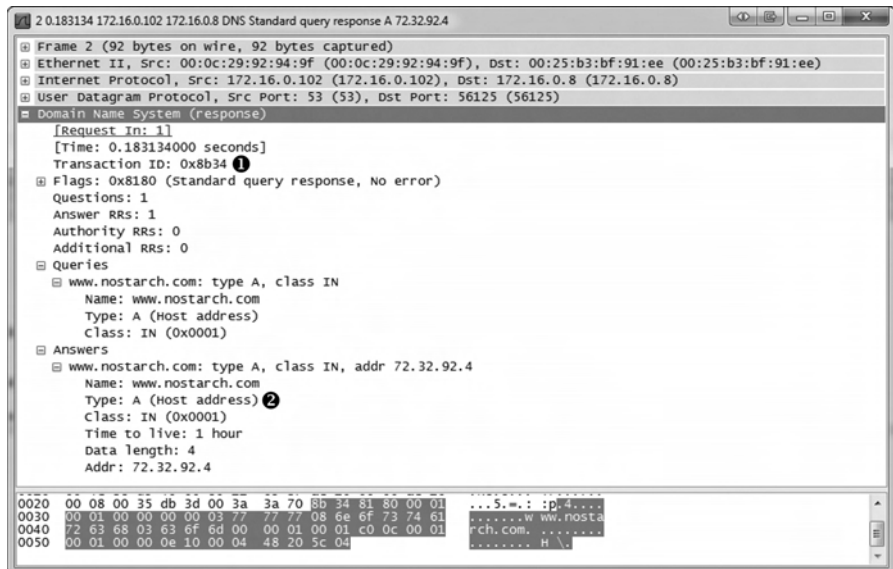 2 0.183134 172.16.0.102 172.16.0.8 DNS Standard query response A 72.32.92.4
Frame 2 (92 bytes on wire, 92 bytes captured)
Ethernet II, Src: 00:0c:29:92:94:9f (00:0c:29:92:94:9f), Dst: 00:25:b3:bf:91:ee (00:25:b3:bf:91:ee)
Internet Protocol, Src: 172.16.0.102 (172.16.0.102), Dst: 172.16.0.8 (172.16.0.8)
User Datagram Protocol, Src Port: 53 (53), Dst Port: 56125 (56125)
Domain Name System (response)
[Request In: 1]
[Time: 0.183134000 seconds]
Transaction ID: 0x8b34 ❶
Flags: 0x8180 (Standard query response, No error)
Questions: 1
Answer RRs: 1
Authority RRs: 0
Additional RRs: 0
Queries
www.nostarch.com: type A, class IN
Name: www.nostarch.com
Type: A (Host address)
Class: IN (0x0001)
Answers
www.nostarch.com: type A, class IN, addr 72.32.92.4
Name: www.nostarch.com
Type: A (Host address) ❷
Class: IN (0x0001)
Time to live: 1 hour
Data length: 4
Addr: 72.32.92.4
0020 00 08 00 35 db 3d 00 3a 3a 70 8b 34 81 80 00 01 ...5.=.: :p.4....
0030 00 01 00 00 00 00 03 77 77 77 08 6e 6f 73 74 61 .......w ww.nosta
0040 72 63 68 03 63 6f 6d 00 00 01 00 01 c0 0c 00 01 rch.com. ........
0050 00 01 00 00 0e 10 00 04 48 20 5c 04 ........ H \.